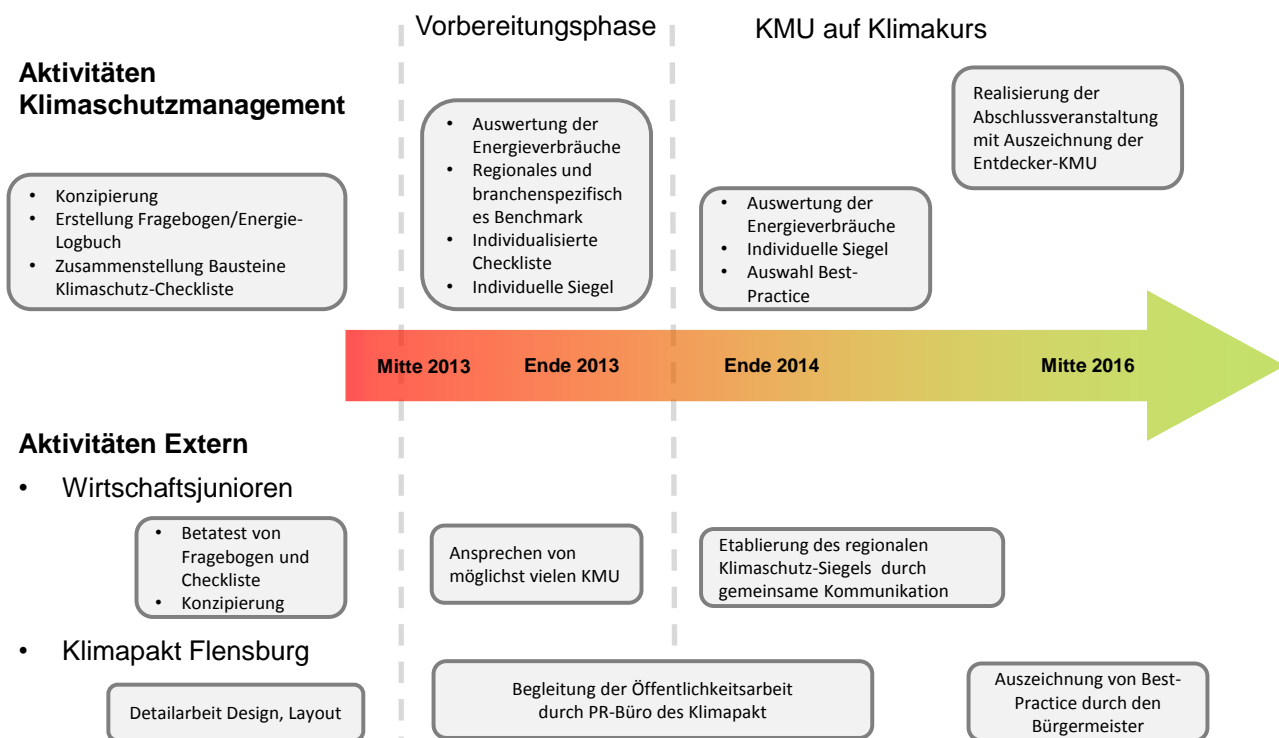 Vorbereitungsphase
KMU auf Klimakurs
Aktivitäten
Klimaschutzmanagement
• Konzipierung
• Erstellung Fragebogen/Energie-
Logbuch
• Zusammenstellung Bausteine
Klimaschutz-Checkliste
• Auswertung der
Energieverbräuche
• Regionales und
branchenspezifisch
es Benchmark
• Individualisierte
Checkliste
• Individuelle Siegel
• Auswertung der
Energieverbräuche
• Individuelle Siegel
• Auswahl Best-
Practice
Realisierung der
Abschlussveranstaltung
mit Auszeichnung der
Entdecker-KMU
Mitte 2013
Ende 2013
Ende 2014
Mitte 2016
Aktivitäten Extern
• Wirtschaftsjunioren
• Betatest von
Fragebogen und
Checkliste
• Konzipierung
Ansprechen von
möglichst vielen KMU
Etablierung des regionalen
Klimaschutz-Siegels durch
gemeinsame Kommunikation
• Klimapakt Flensburg
Detailarbeit Design, Layout
Begleitung der Öffentlichkeitsarbeit
durch PR-Büro des Klimapakt
Auszeichnung von Best-
Practice durch den
Bürgermeister